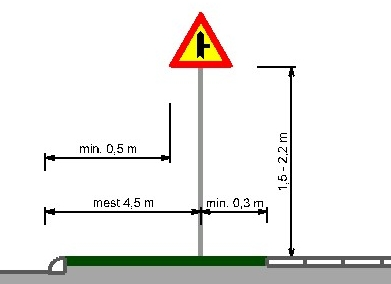 min. 0,5 m
mest 4,5 m
min. 0,3 m
1,5 - 2,2 m